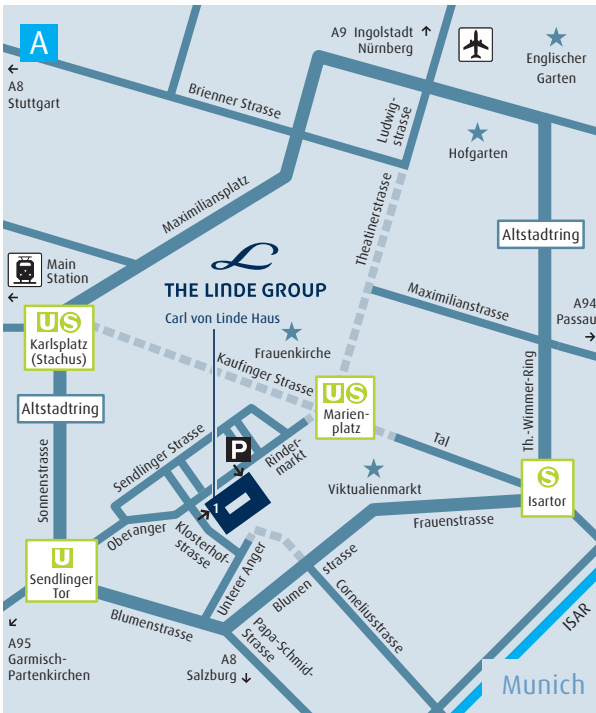 A
A9 Ingolstadt
Nürnberg
Englischer
Garten
A8
Stuttgart
Brienner Strasse
Ludwig-
strasse
Hofgarten
Maximiliansplatz
Theatinerstrasse
Altstadtring
Main
Station
THE LINDE GROUP
Carl von Linde Haus
Maximilianstrasse
A94
Passau
U S
Karlsplatz
(Stachus)
Frauenkirche
Kaufinger Strasse
U S
Marien-
platz
Th.-Wimmer-Ring
Altstadtring
Sonnenstrasse
Sendlinger Strasse
P
Rinder-
markt
Tal
Viktualienmarkt
S
Isartor
1
Oberanger
Klosterhof-
strasse
Frauenstrasse
U
Sendlinger
Tor
Unterer Anger
Blumen
strasse
Corneliusstrasse
Blumenstrasse
Papa-Schmid-
Strasse
ISAR
A95
Garmisch-
Partenkirchen
A8
Salzburg
Munich